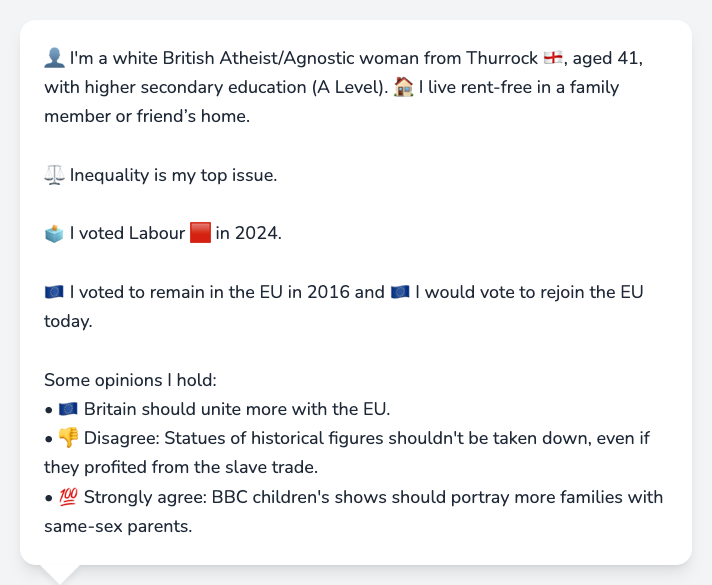 👤 I'm a white British Atheist/Agnostic woman from Thurrock 🏴󠁧󠁢󠁥󠁮󠁧󠁿, aged 41,
with higher secondary education (A Level). 🏠 I live rent-free in a family
member or friend’s home.
⚖️ Inequality is my top issue.
🗳️ I voted Labour 🟥 in 2024.
🇪🇺 I voted to remain in the EU in 2016 and 🇪🇺 I would vote to rejoin the EU
today.
Some opinions I hold:
• 🇪🇺 Britain should unite more with the EU.
• 👎 Disagree: Statues of historical figures shouldn't be taken down, even if
they profited from the slave trade.
• 💯 Strongly agree: BBC children's shows should portray more families with
same-sex parents.